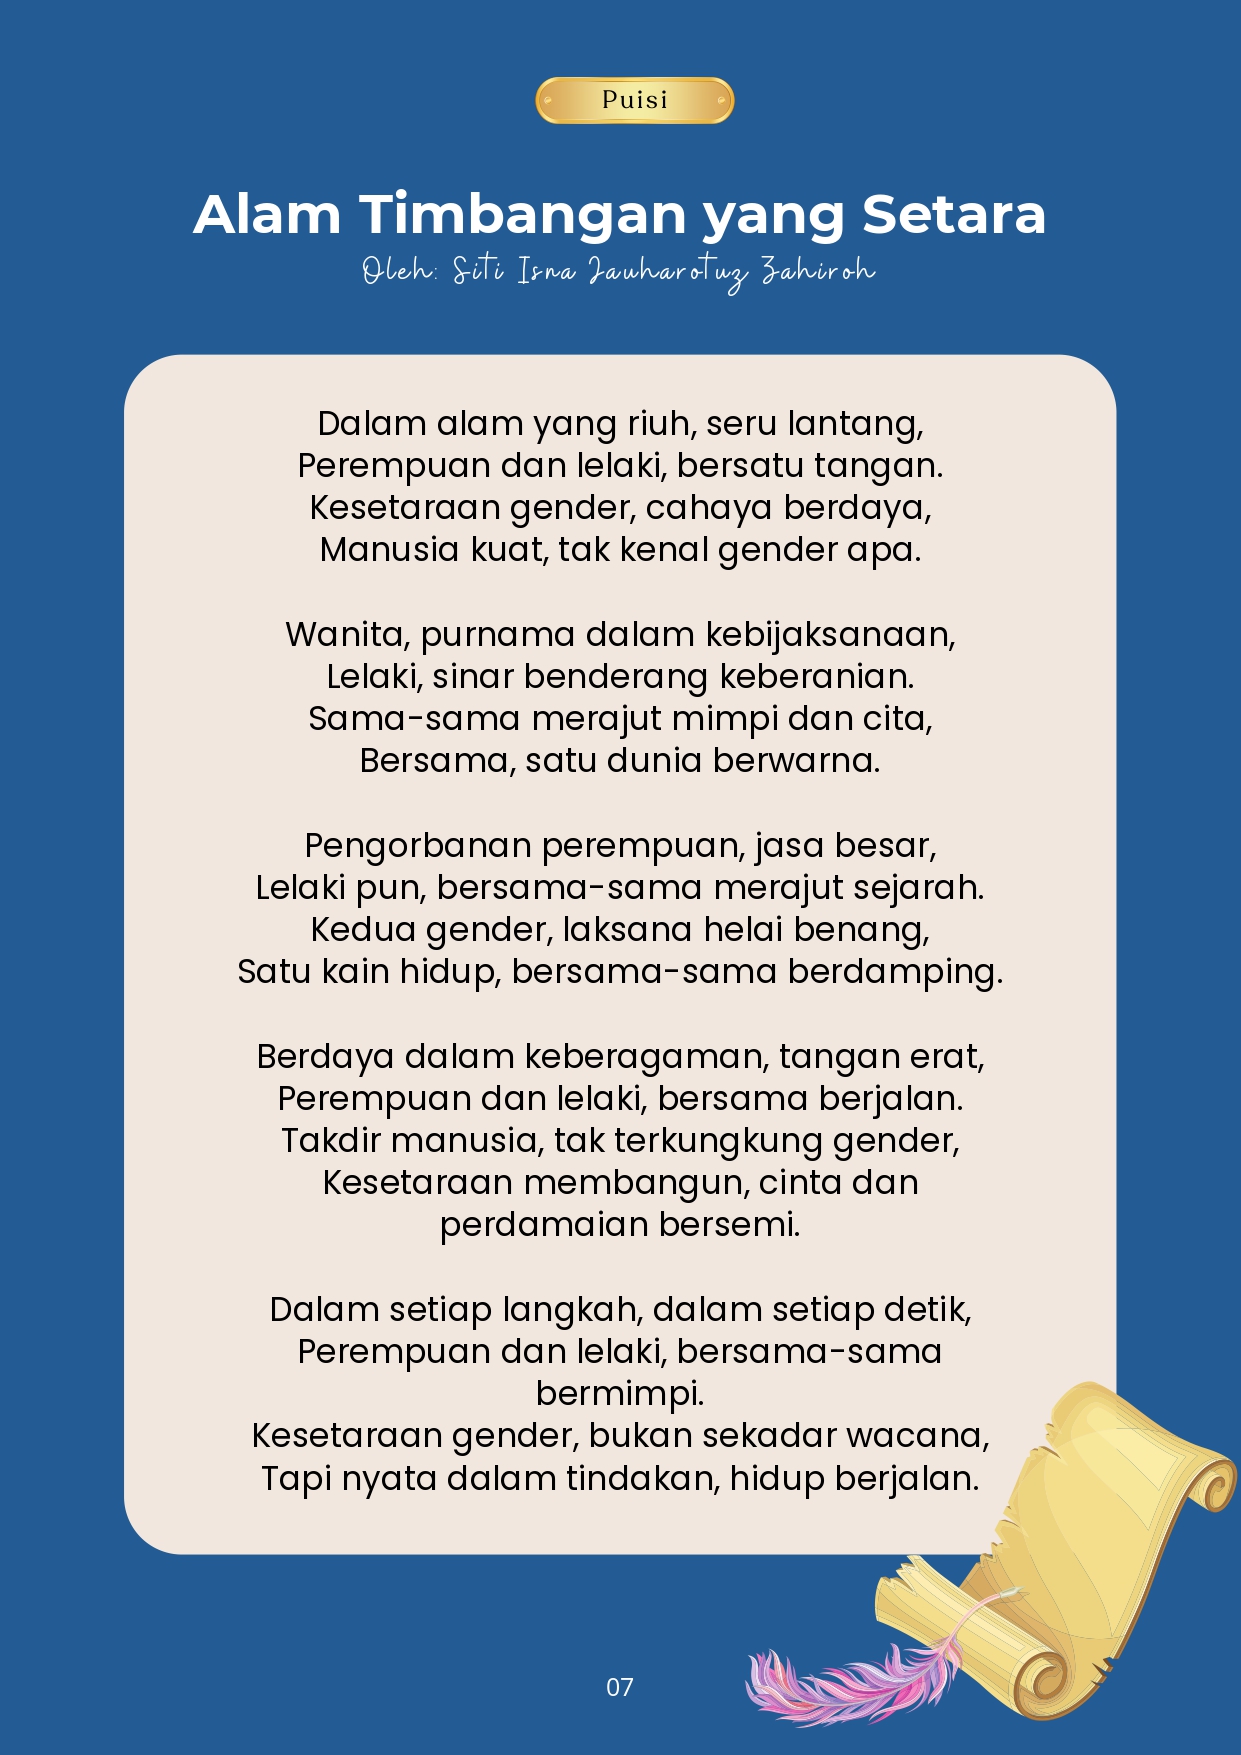 Puisi
Alam Timbangan yang Setara
Oleh: Siti Isna Jauharotuz Zahiroh
Dalam alam yang riuh, seru lantang,
Perempuan dan lelaki, bersatu tangan.
Kesetaraan gender, cahaya berdaya,
Manusia kuat, tak kenal gender apa.
Wanita, purnama dalam kebijaksanaan,
Lelaki, sinar benderang keberanian.
Sama-sama merajut mimpi dan cita,
Bersama, satu dunia berwarna.
Pengorbanan perempuan, jasa besar,
Lelaki pun, bersama-sama merajut sejarah.
Kedua gender, laksana helai benang,
Satu kain hidup, bersama-sama berdamping.
Berdaya dalam keberagaman, tangan erat,
Perempuan dan lelaki, bersama berjalan.
Takdir manusia, tak terkungkung gender,
Kesetaraan membangun, cinta dan
perdamaian bersemi.
Dalam setiap langkah, dalam setiap detik,
Perempuan dan lelaki, bersama-sama
bermimpi.
Kesetaraan gender, bukan sekadar wacana,
Tapi nyata dalam tindakan, hidup berjalan.
07